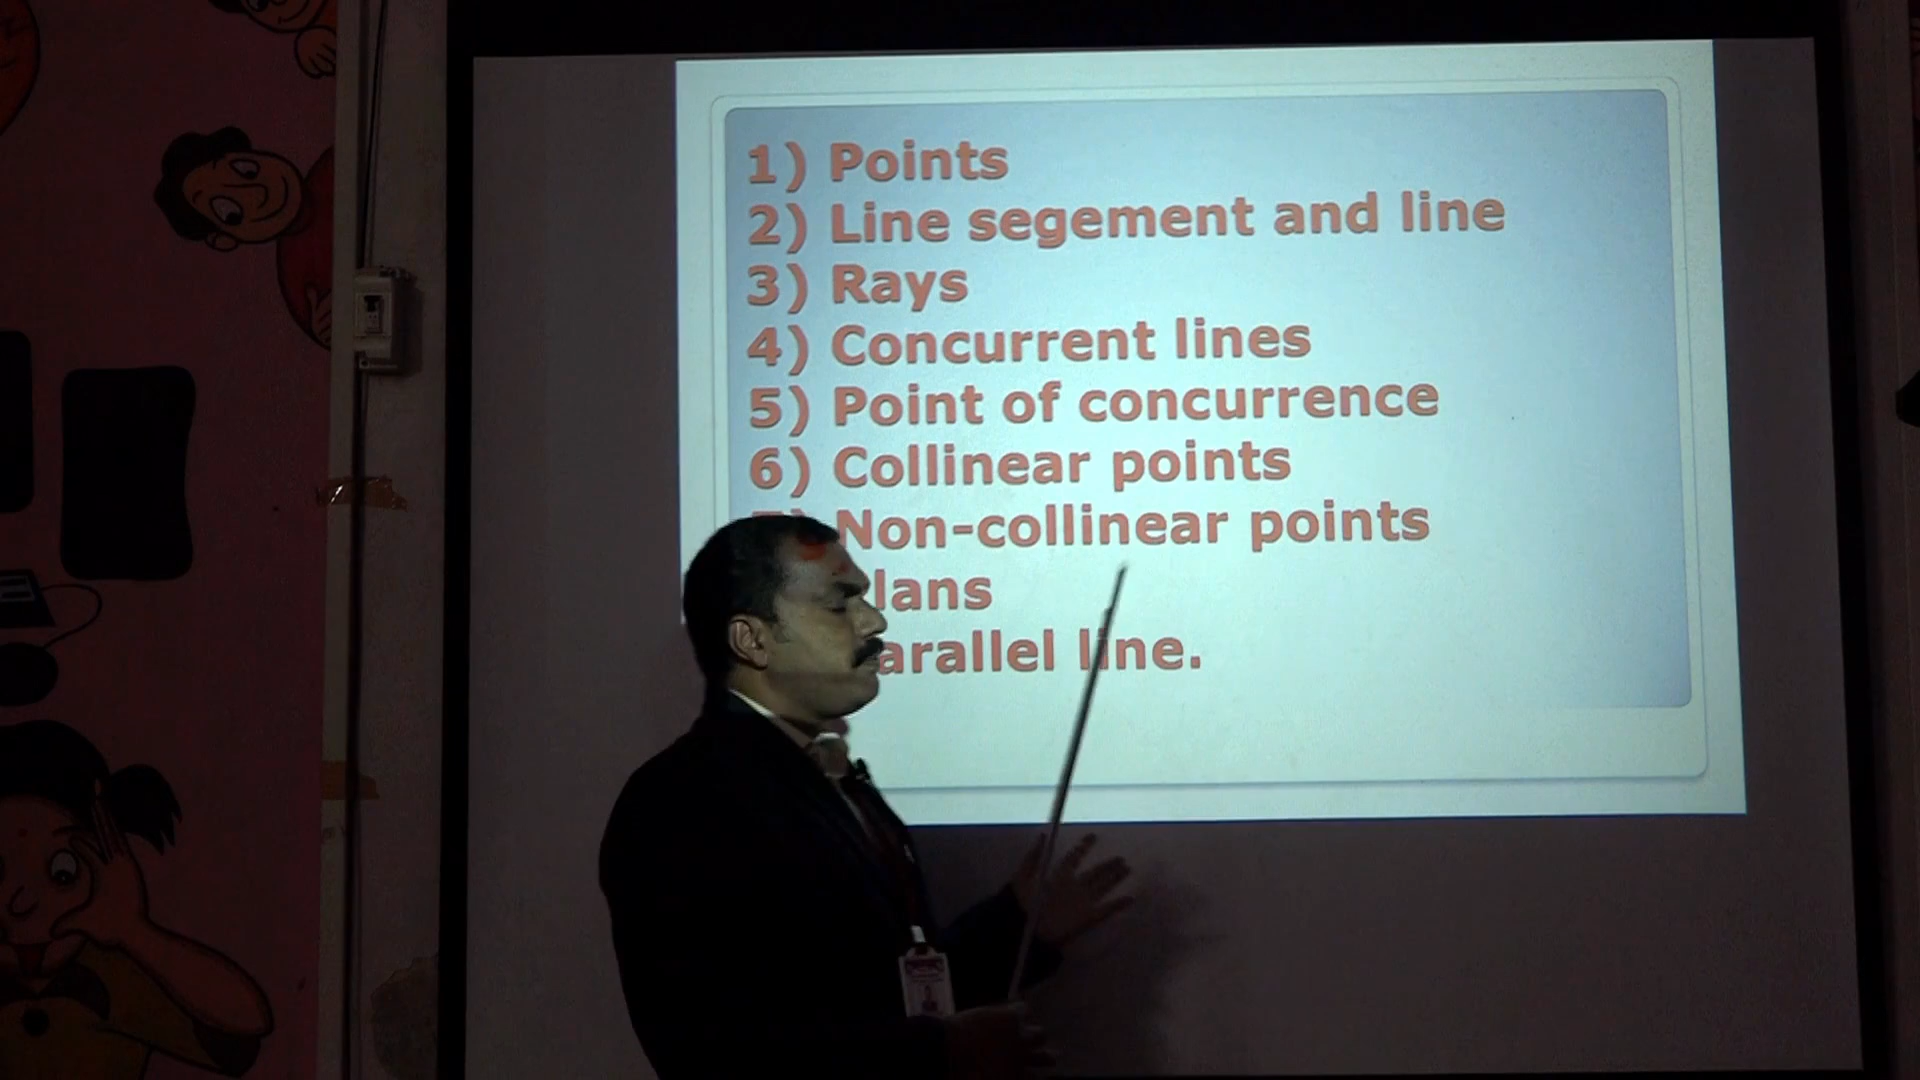 1) Points
2) Line segement and line
3) Rays
4) Concurrent lines
5) Point of concurrence
6) Collinear points
Non-collinear points
lans
arallel line.